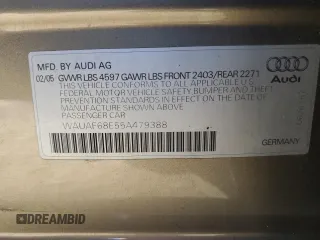 MFD. BY AUDI AG
02/05 GVWR LBS 4597 GAWR LBS FRONT 2403/REAR 2271
THIS VEHICLE CONFORMS TO ALL APPLICABLE US
FEDERAL MOTOR VEHICLE SAFETY, BUMPER AND THEFT
PREVENTION STANDARDS IN EFFECT ON THE DATE OF
MANUFACTURE SHOWN ABOVE.
PASSENGER CAR
WAUAF68E55A479388
Audi
GERMANY
DREAMBID